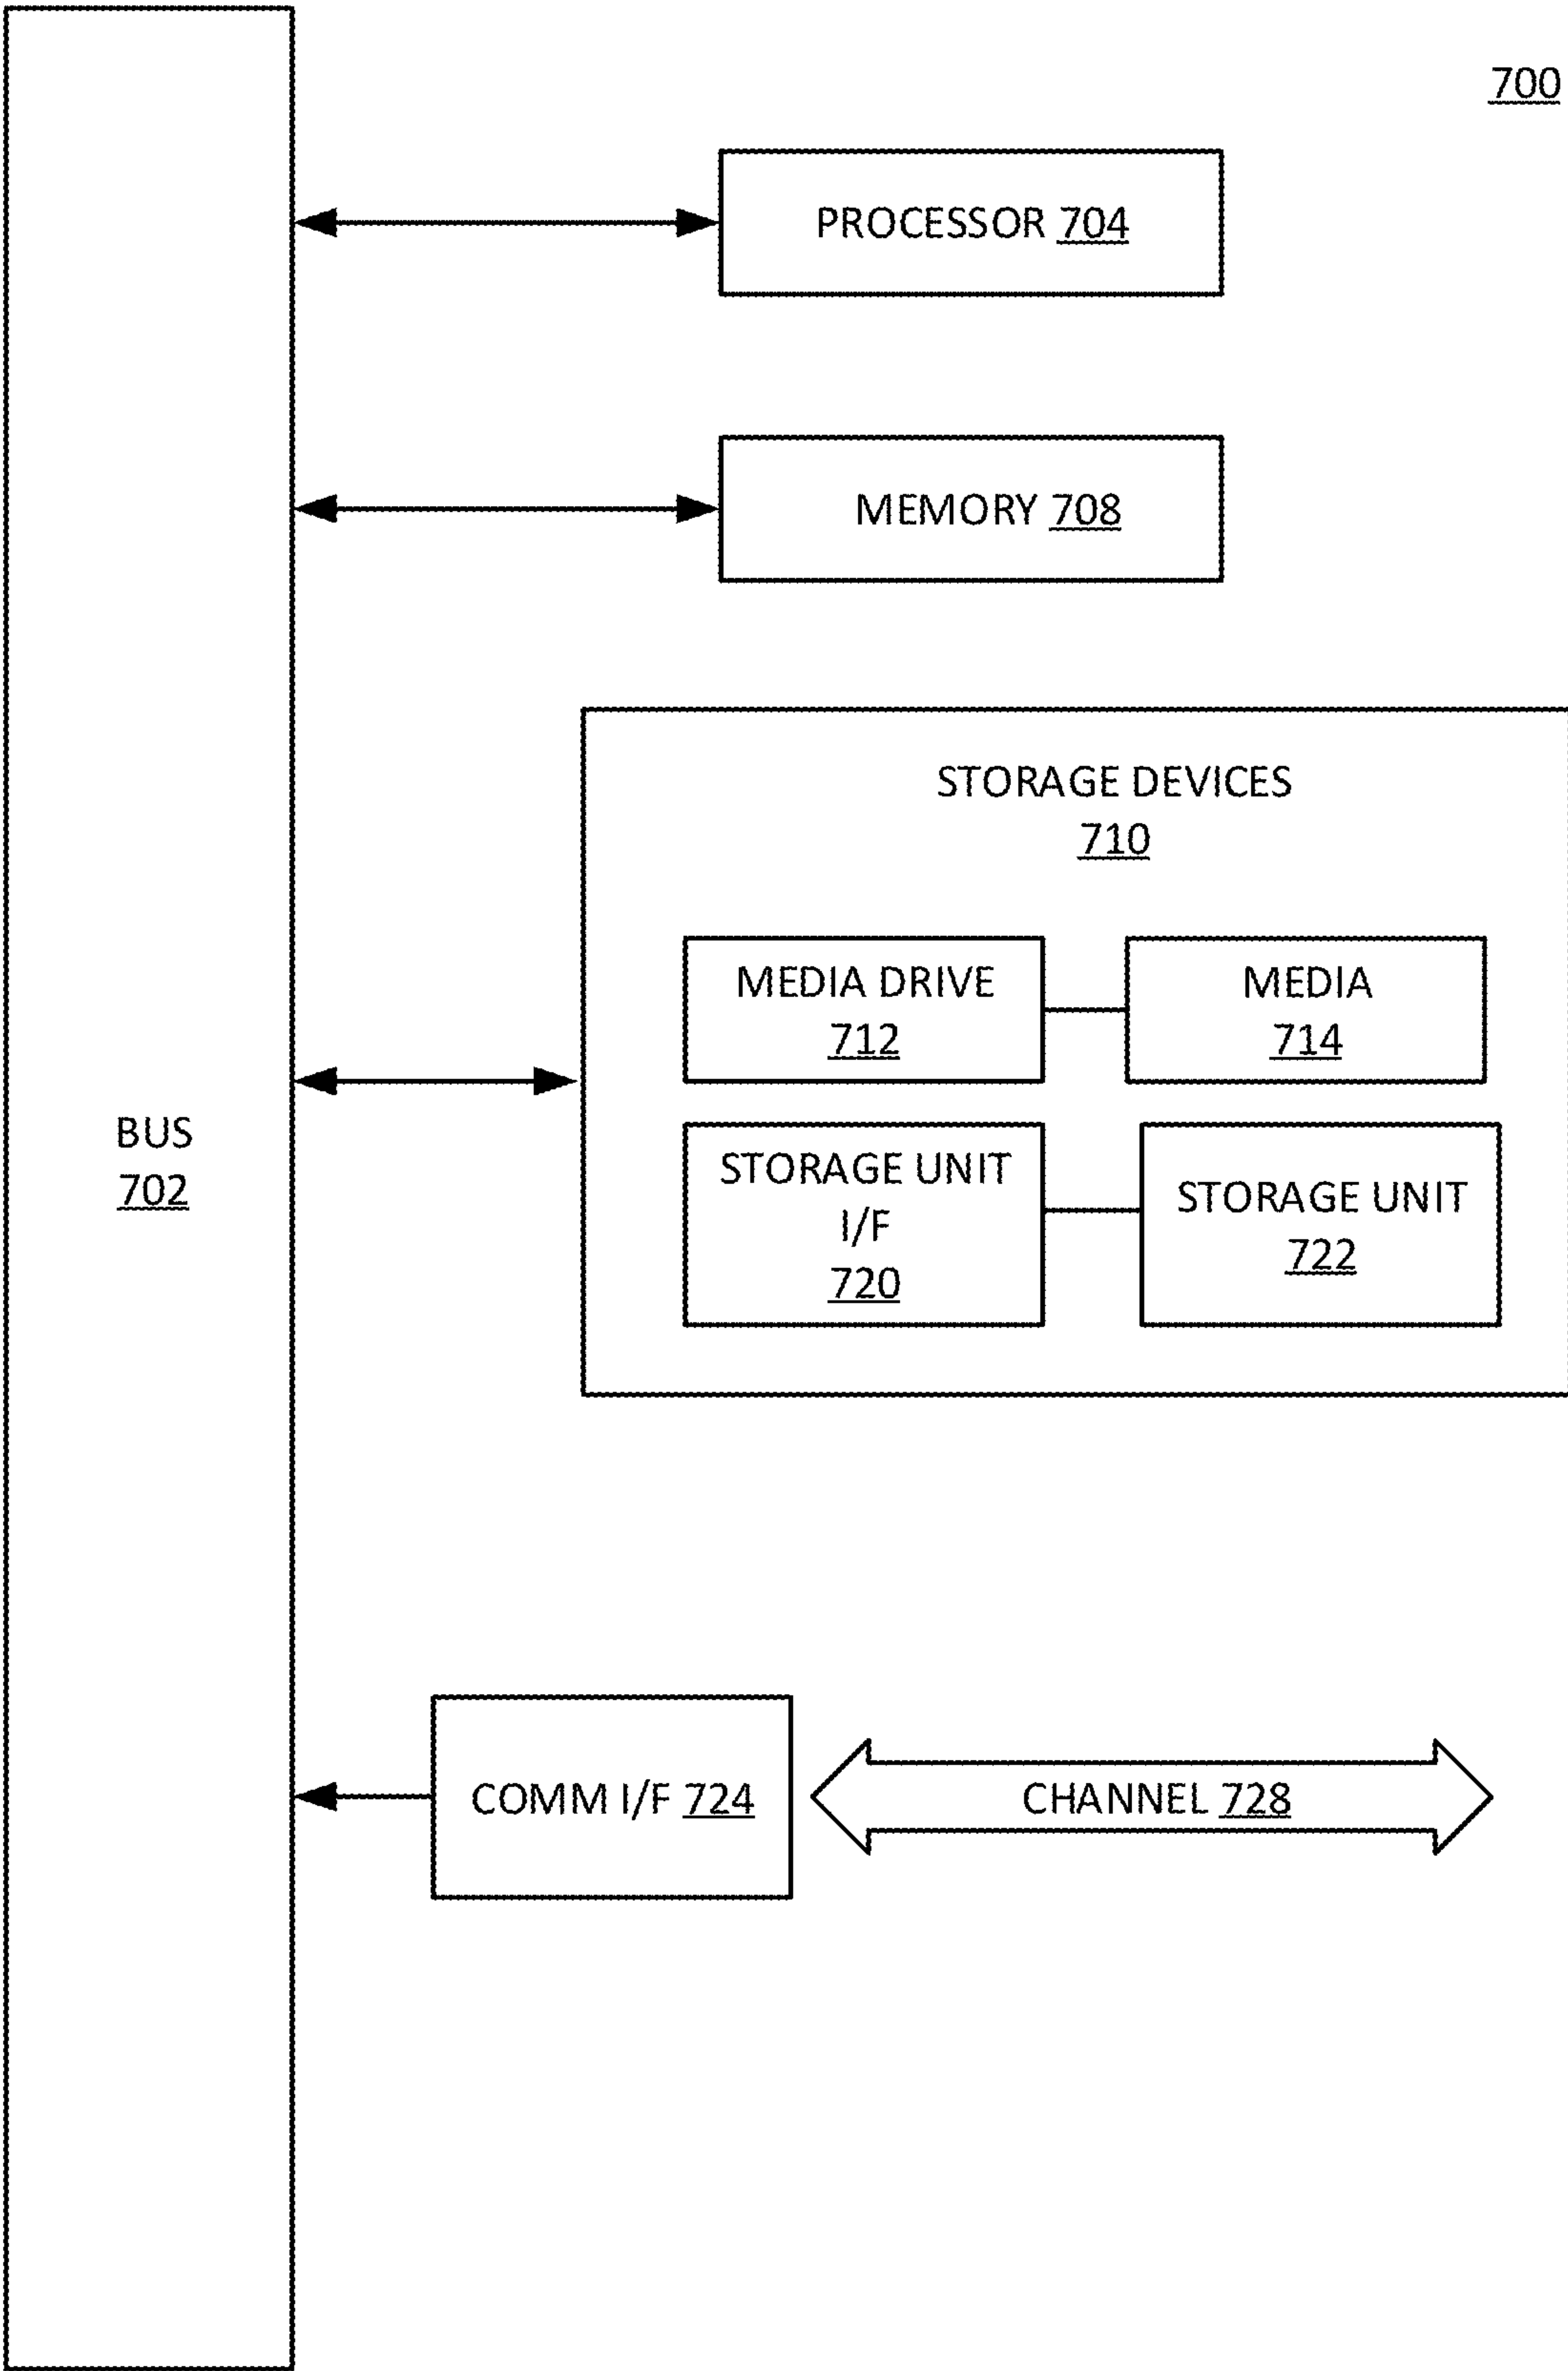 700
PROCESSOR 704
MEMORY 708
STORAGE DEVICES
710
MEDIA DRIVE
712
MEDIA
714
BUS
702
STORAGE UNIT
I/F
720
STORAGE UNIT
722
COMM I/F 724
CHANNEL 728